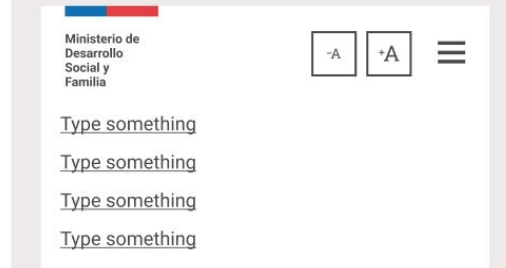 Ministerio de
Desarrollo
Social y
Familia
-A
+A
Type something
Type something
Type something
Type something